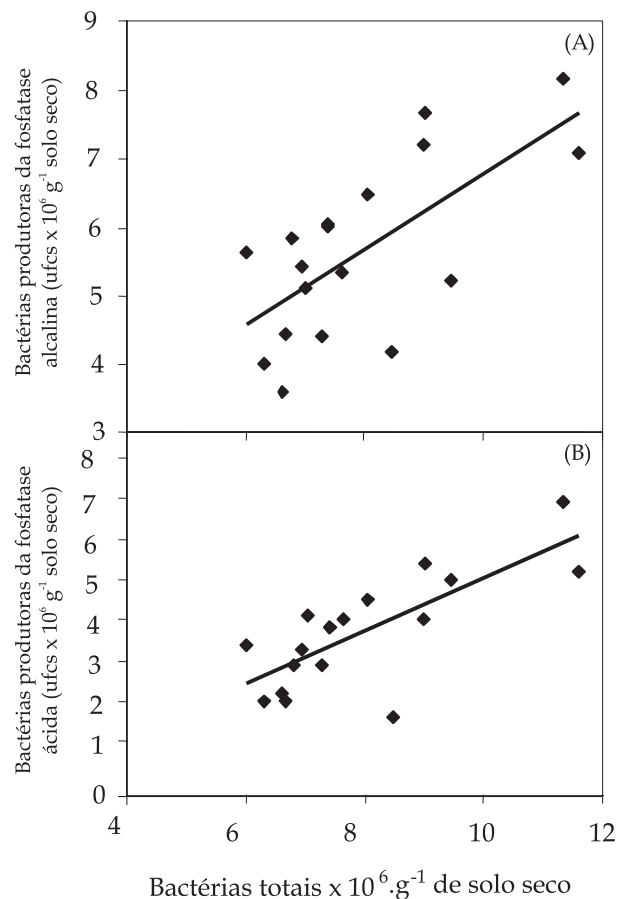 Bactérias produtoras da fosfatase
alcalina (ufcs x 10⁶ g⁻¹ solo seco)
9
8
7
6
5
4
3
(A)
Bactérias produtoras da fosfatase
ácida (ufcs x 10⁶ g⁻¹ solo seco)
8
7
6
5
4
3
2
1
0
(B)
4 6 8 10 12
Bactérias totais x 10⁶.g⁻¹ de solo seco